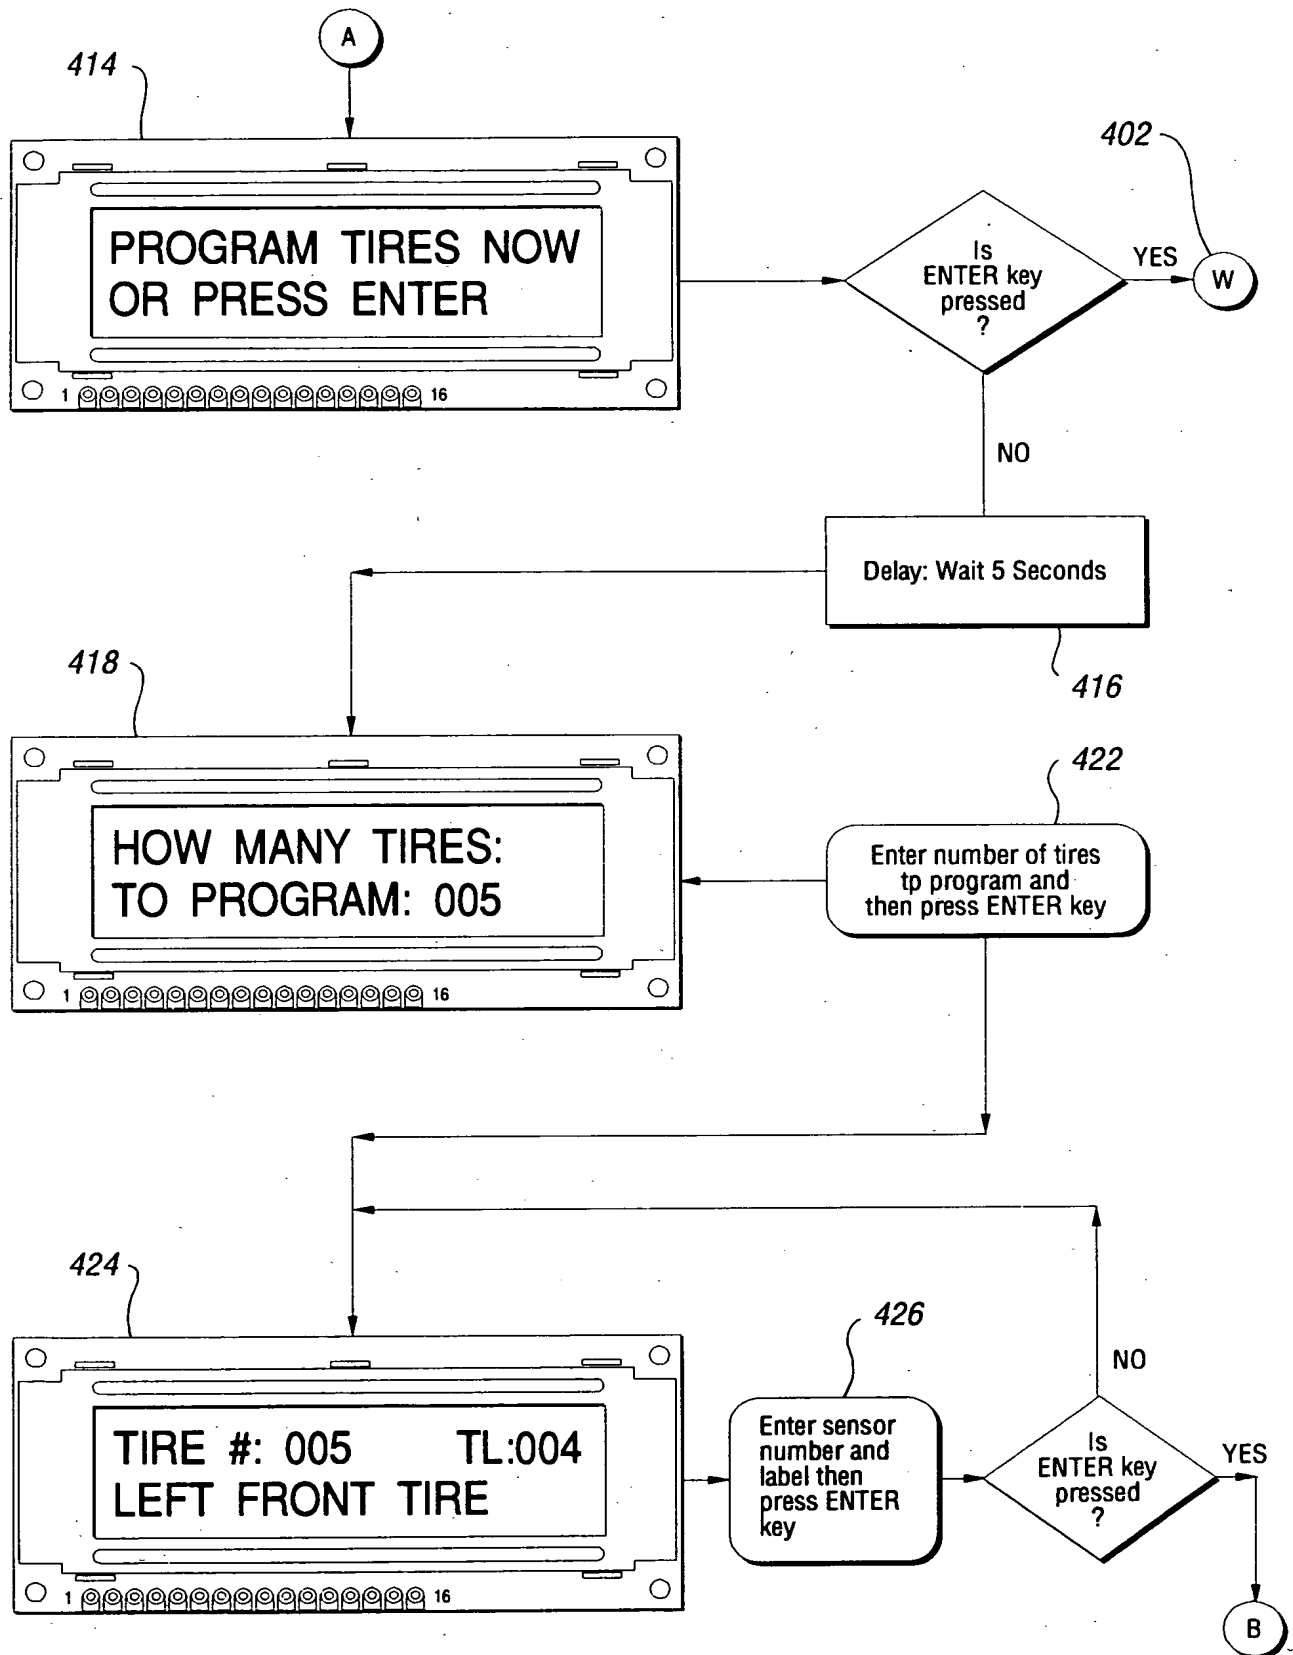 A
414
402
PROGRAM TIRES NOW
OR PRESS ENTER
1
16
Is
ENTER key
pressed
?
YES
W
NO
Delay: Wait 5 Seconds
416
418
HOW MANY TIRES:
TO PROGRAM: 005
1
16
422
Enter number of tires
tp program and
then press ENTER key
424
TIRE #: 005 TL:004
LEFT FRONT TIRE
1
16
426
Enter sensor
number and
label then
press ENTER
key
NO
Is
ENTER key
pressed
?
YES
B